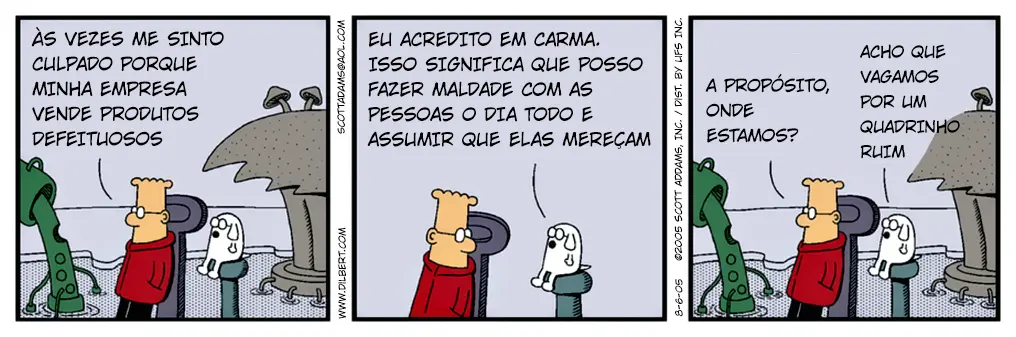 ÀS VEZES ME SINTO
CULPADO PORQUE
MINHA EMPRESA
VENDE PRODUTOS
DEFEITUOSOS
WWW.DILBERT.COM
SCOTTADAMS@AOL.COM
EU ACREDITO EM CARMA.
ISSO SIGNIFICA QUE POSSO
FAZER MALDADE COM AS
PESSOAS O DIA TODO E
ASSUMIR QUE ELAS MEREÇAM
8-6-05 ©2005 SCOTT ADAMS, INC. / DIST. BY UFS INC.
A PROPÓSITO,
ONDE
ESTAMOS?
ACHO QUE
VAGAMOS
POR UM
QUADRINHO
RUIM